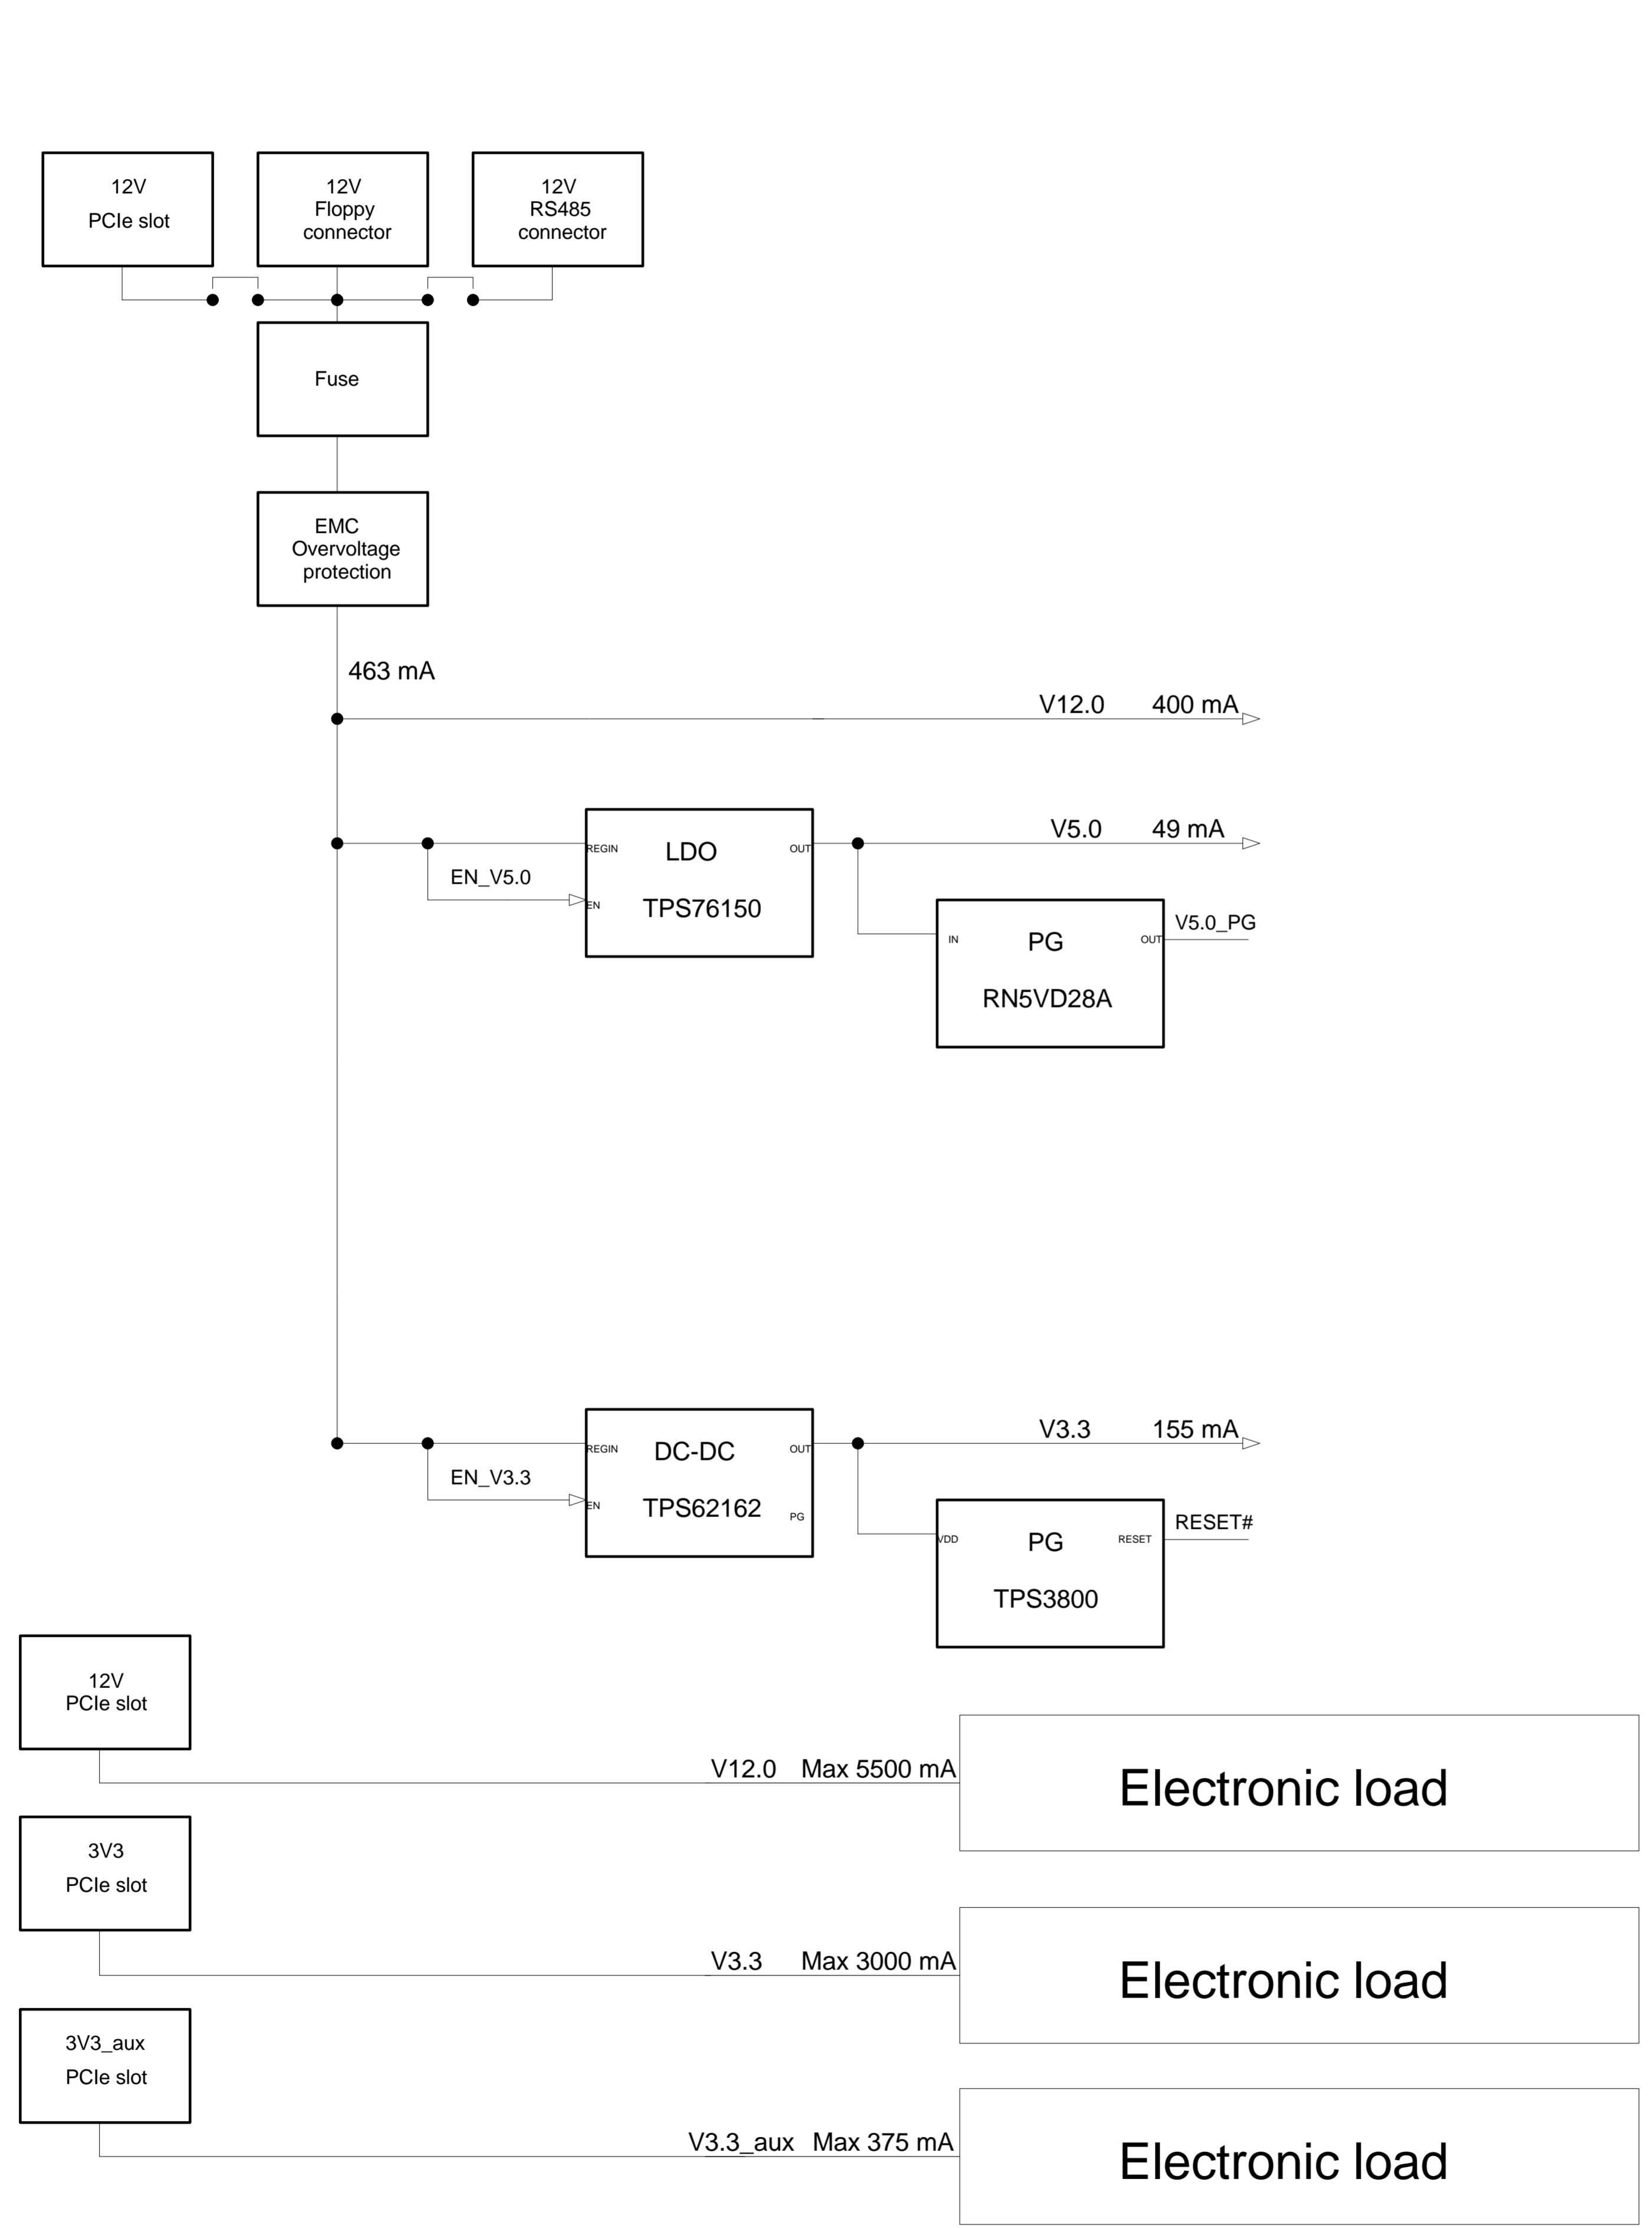 12V
PCIe slot
12V
Floppy
connector
12V
RS485
connector
Fuse
EMC
Overvoltage
protection
463 mA
V12.0 400 mA
REGIN
LDO
OUT
V5.0 49 mA
EN_V5.0
EN
TPS76150
IN
PG
OUT
V5.0_PG
RN5VD28A
REGIN
DC-DC
OUT
V3.3 155 mA
EN_V3.3
EN
TPS62162
PG
VDD
PG
RESET
RESET#
TPS3800
12V
PCIe slot
V12.0 Max 5500 mA
Electronic load
3V3
PCIe slot
V3.3 Max 3000 mA
Electronic load
3V3_aux
PCIe slot
V3.3_aux Max 375 mA
Electronic load